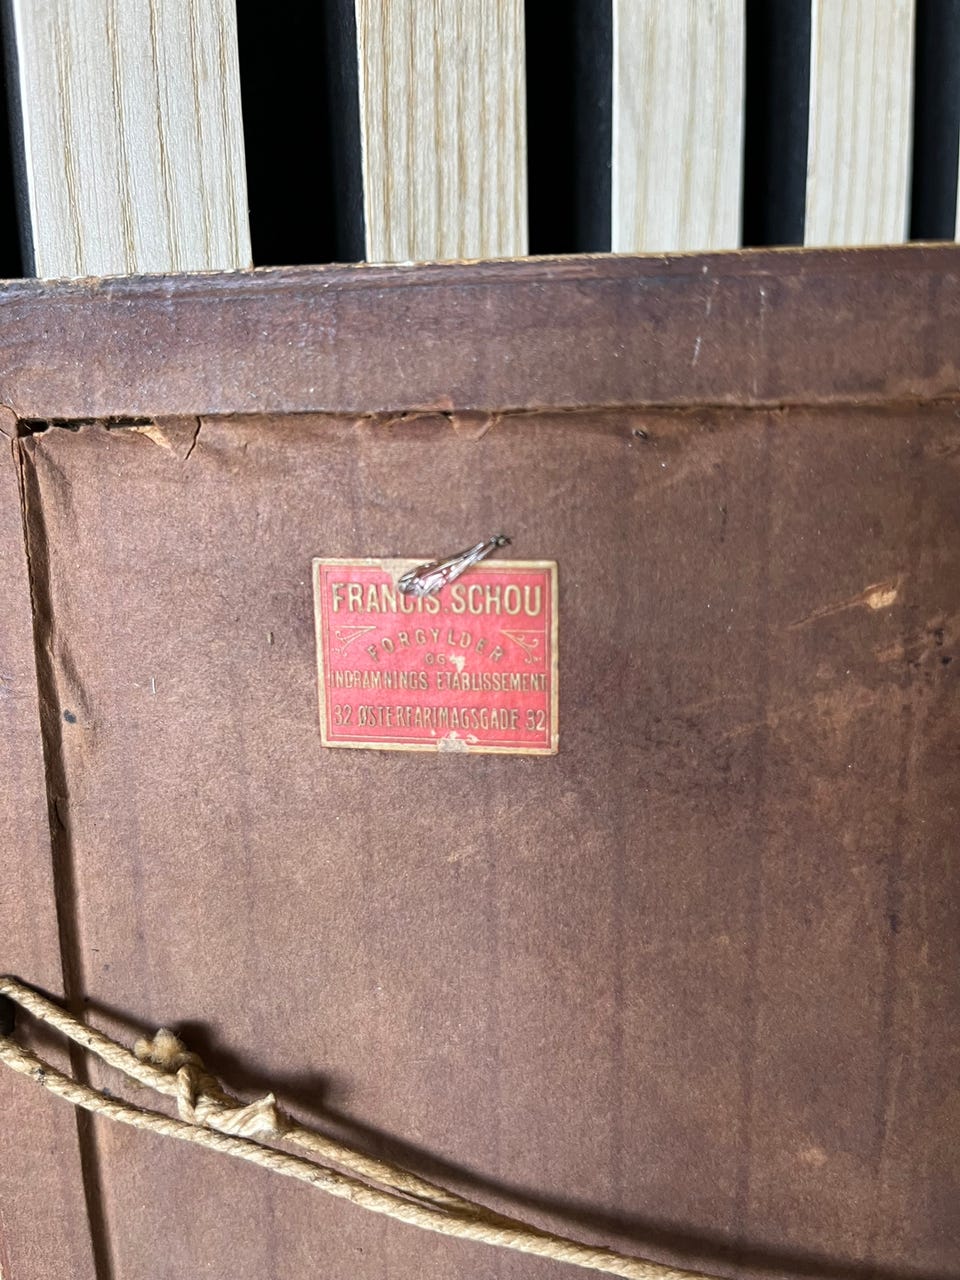 FRANCIS SCHOU
FORGYLDER
OG
INDRAMNINGS ETABLISSEMENT
32 ØSTERFARIMAGSGADE 32